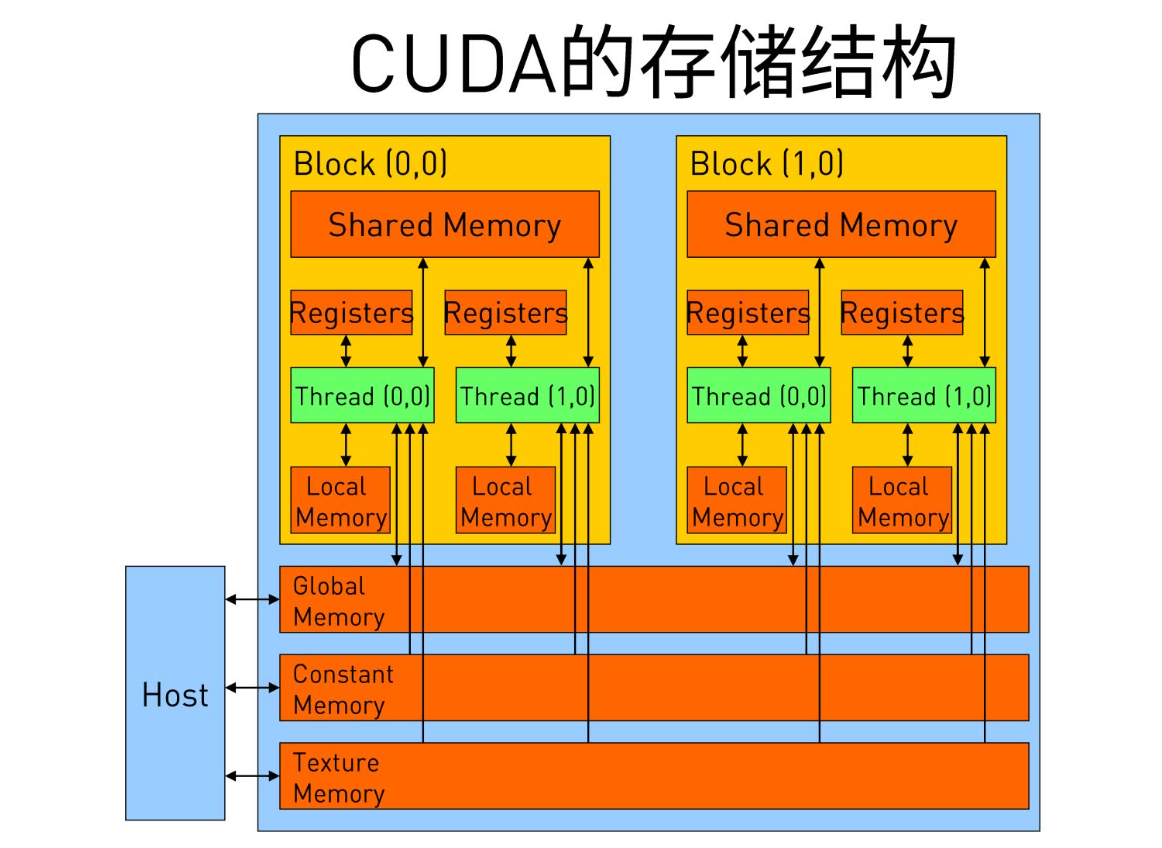 CUDA的存储结构
Block (0,0)
Shared Memory
Registers
Registers
Thread (0,0)
Thread (1,0)
Local
Memory
Local
Memory
Block (1,0)
Shared Memory
Registers
Registers
Thread (0,0)
Thread (1,0)
Local
Memory
Local
Memory
Host
Global
Memory
Constant
Memory
Texture
Memory